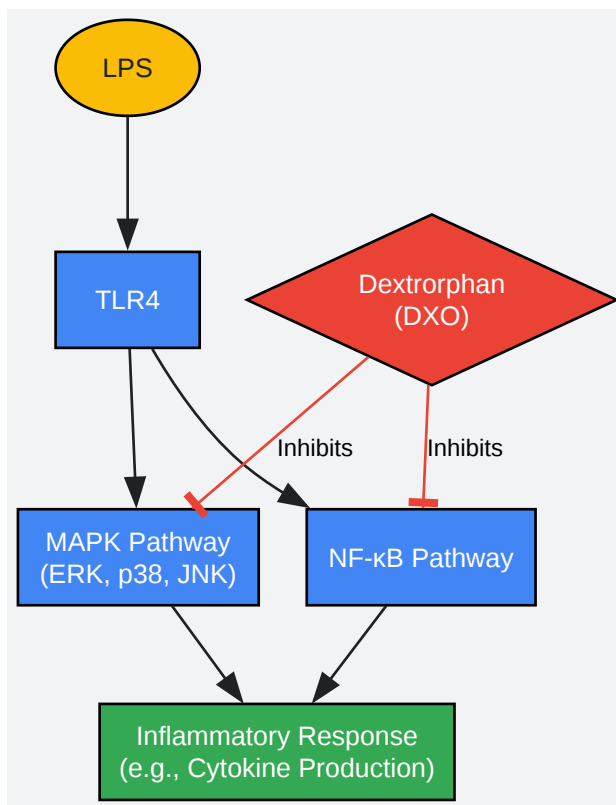 LPS
TLR4
Dextrorphan
(DXO)
Inhibits
Inhibits
MAPK Pathway
(ERK, p38, JNK)
NF-κB Pathway
Inflammatory Response
(e.g., Cytokine Production)